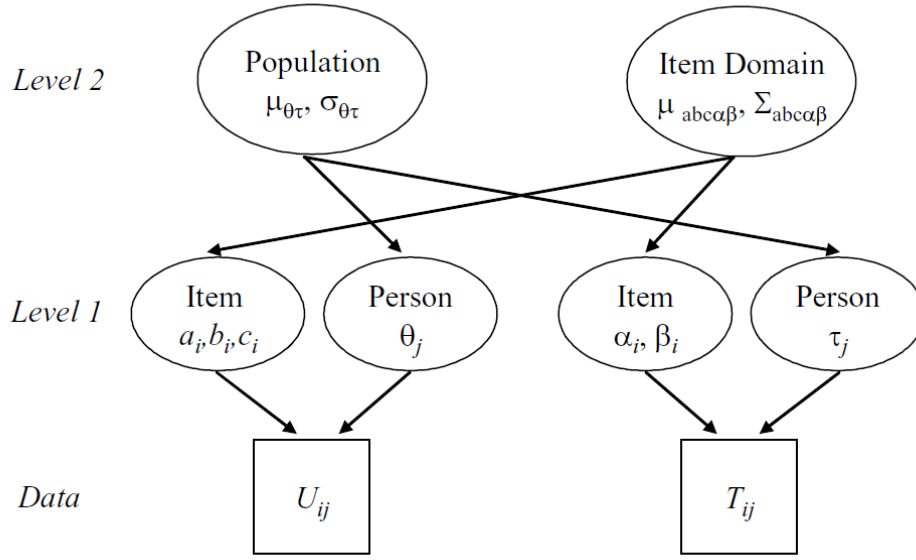 Level 2
Population
μθτ, σθτ
Item Domain
μ abcαβ, Σabcαβ
Level 1
Item
ai,bi,ci
Person
θj
Item
αi, βi
Person
τj
Data
Uij
Tij